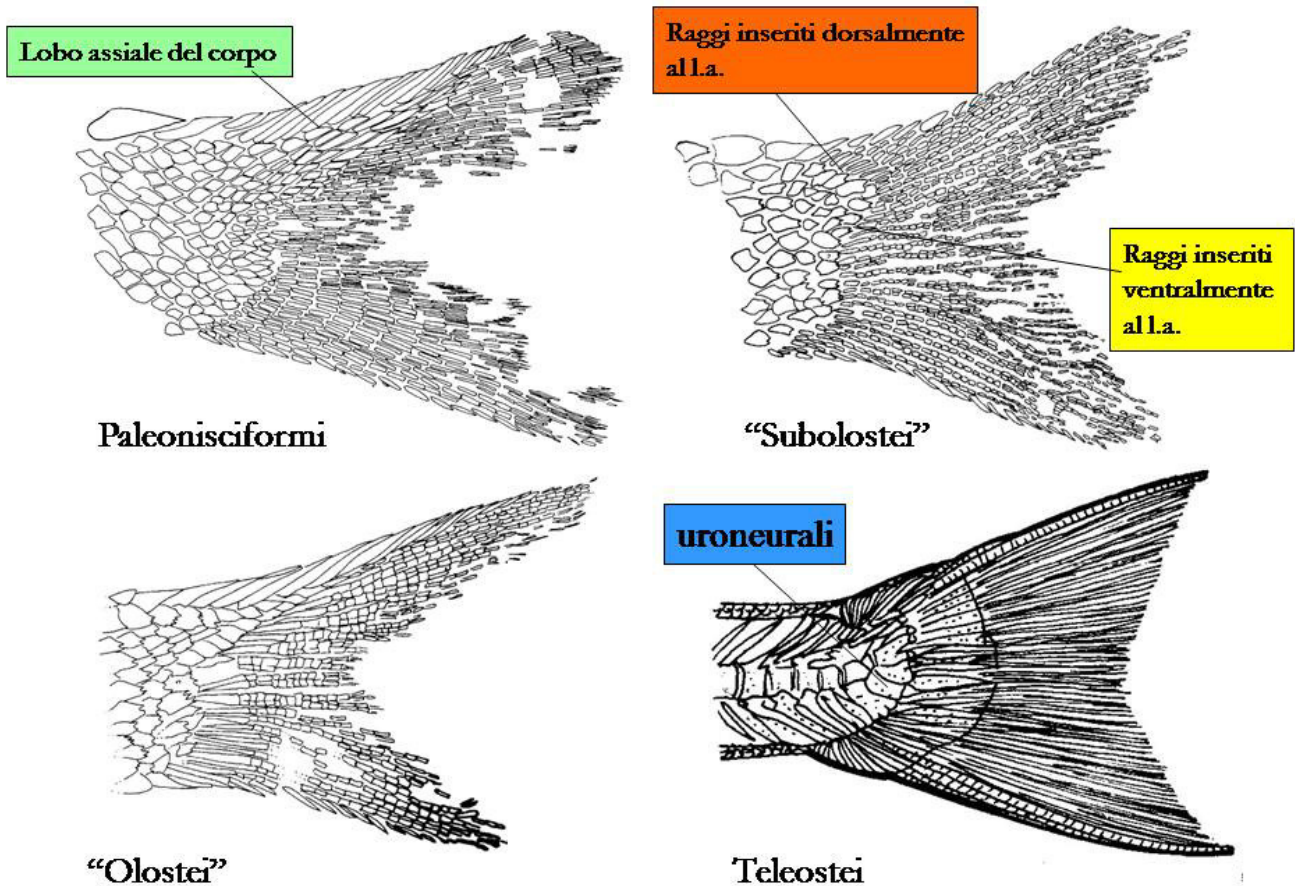 Lobo assiale del corpo
Raggi inseriti dorsalmente
al l.a.
Raggi inseriti
ventralmente
al l.a.
Paleonisciformi
“Subolostei”
uroneurali
“Olostei”
Teleostei